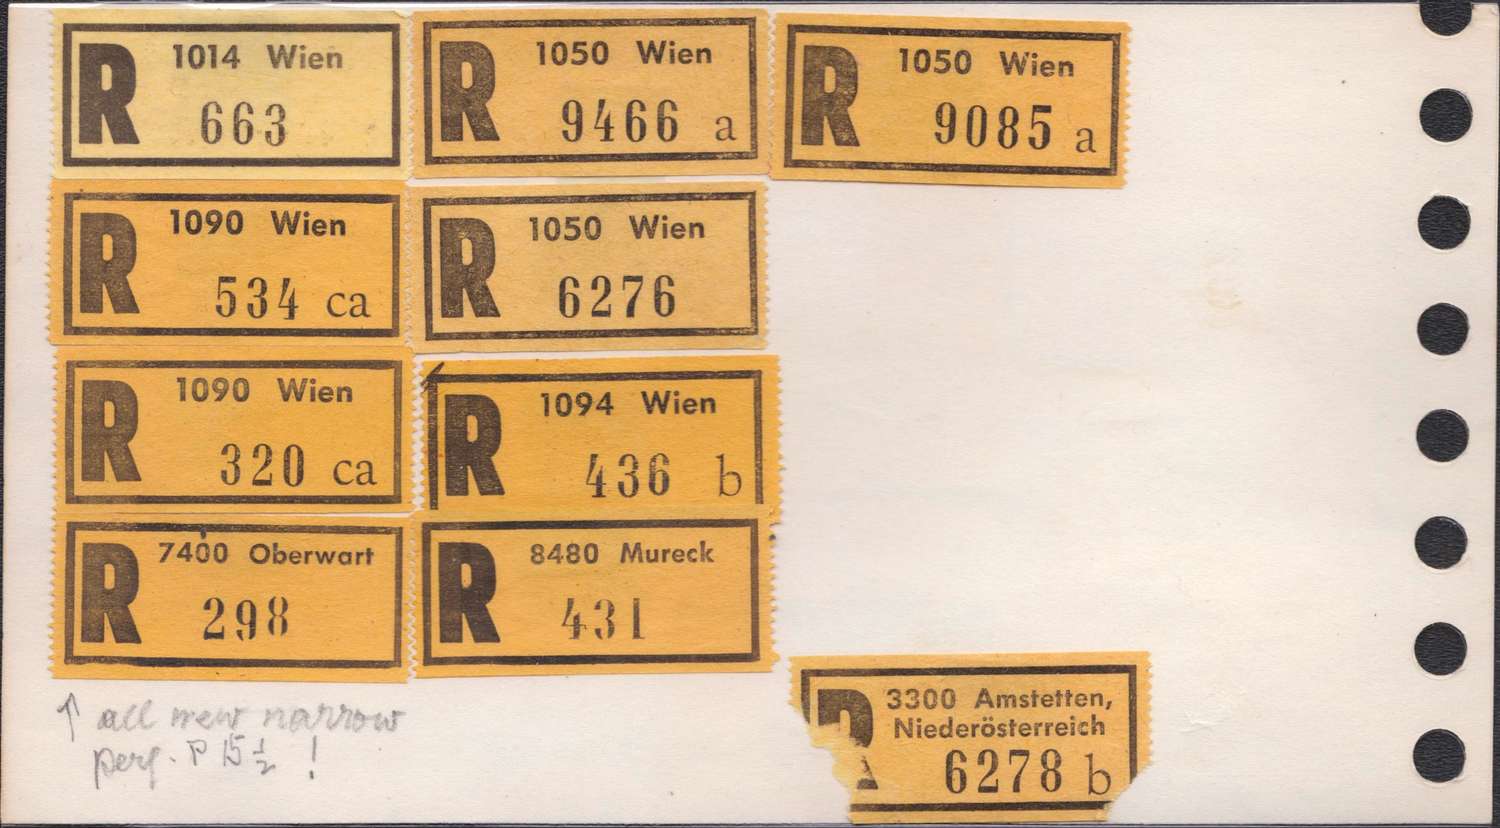 R 1014 Wien
663
R 1050 Wien
9466 a
R 1050 Wien
9085 a
R 1090 Wien
534 ca
R 1050 Wien
6276
R 1090 Wien
320 ca
R 1094 Wien
436 b
R 7400 Oberwart
298
R 8480 Mureck
431
↑ all new narrow
perf. P 15 1/2 !
R 3300 Amstetten,
Niederösterreich
6278 b